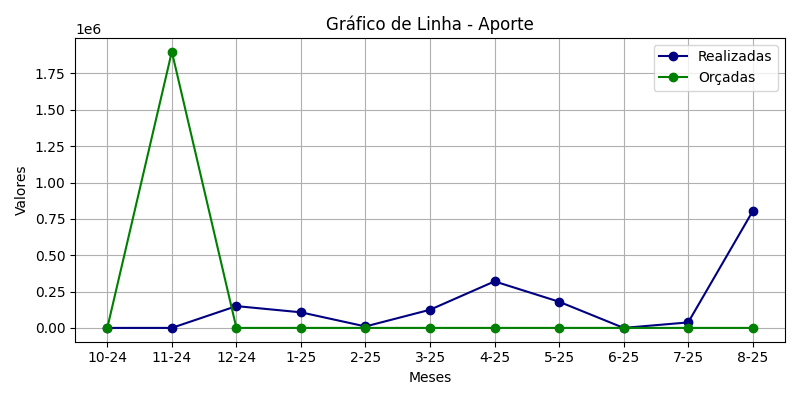 Gráfico de Linha - Aporte
1e6
Realizadas
Orçadas
Valores
1.75
1.50
1.25
1.00
0.75
0.50
0.25
0.00
10-24 11-24 12-24 1-25 2-25 3-25 4-25 5-25 6-25 7-25 8-25
Meses